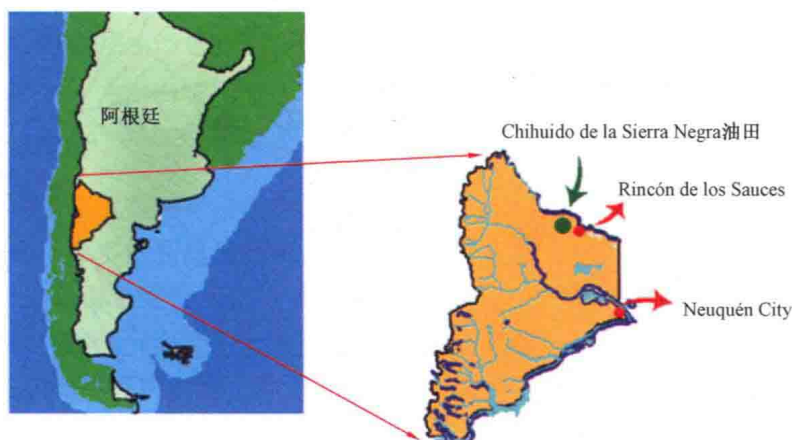 阿根廷
Chihuido de la Sierra Negra油田
Rincón de los Sauces
Neuquén City